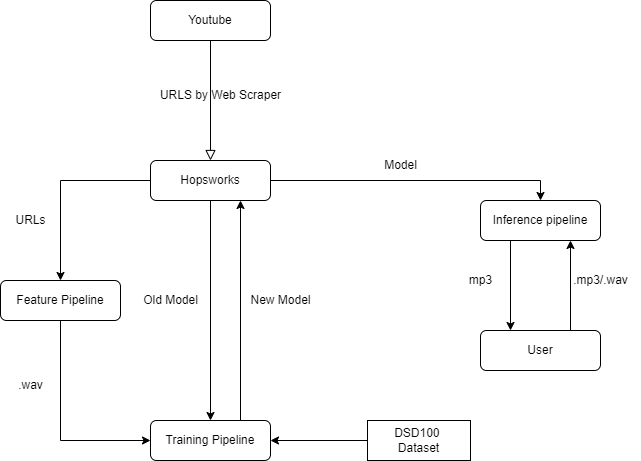 Youtube
URLS by Web Scraper
Hopsworks
Model
URLs
Inference pipeline
Feature Pipeline
Old Model
New Model
mp3
.mp3/.wav
User
.wav
Training Pipeline
DSD100
Dataset